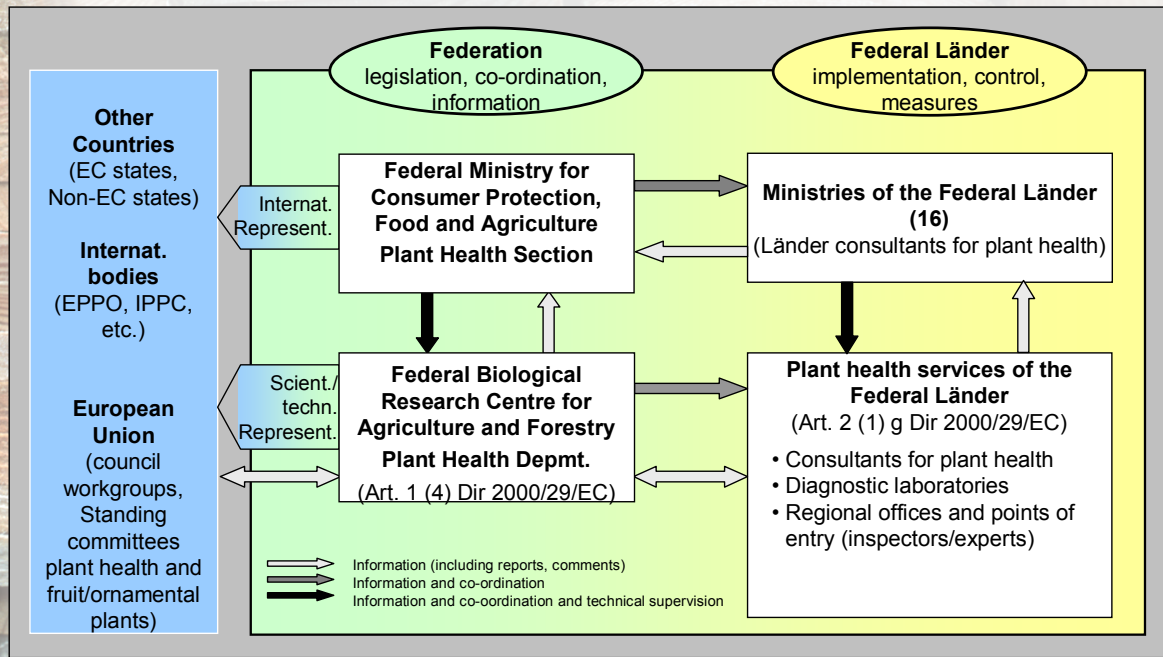 Federation
legislation, co-ordination,
information
Federal Länder
implementation, control,
measures
Other
Countries
(EC states,
Non-EC states)
Internat.
bodies
(EPPO, IPPC,
etc.)
European
Union
(council
workgroups,
Standing
committees
plant health and
fruit/ornamental
plants)
Internat.
Represent.
Federal Ministry for
Consumer Protection,
Food and Agriculture
Plant Health Section
Ministries of the Federal Länder
(16)
(Länder consultants for plant health)
Scient./
techn.
Represent.
Federal Biological
Research Centre for
Agriculture and Forestry
Plant Health Depmt.
(Art. 1 (4) Dir 2000/29/EC)
Plant health services of the
Federal Länder
(Art. 2 (1) g Dir 2000/29/EC)
• Consultants for plant health
• Diagnostic laboratories
• Regional offices and points of
entry (inspectors/experts)
Information (including reports, comments)
Information and co-ordination
Information and co-oordination and technical supervision